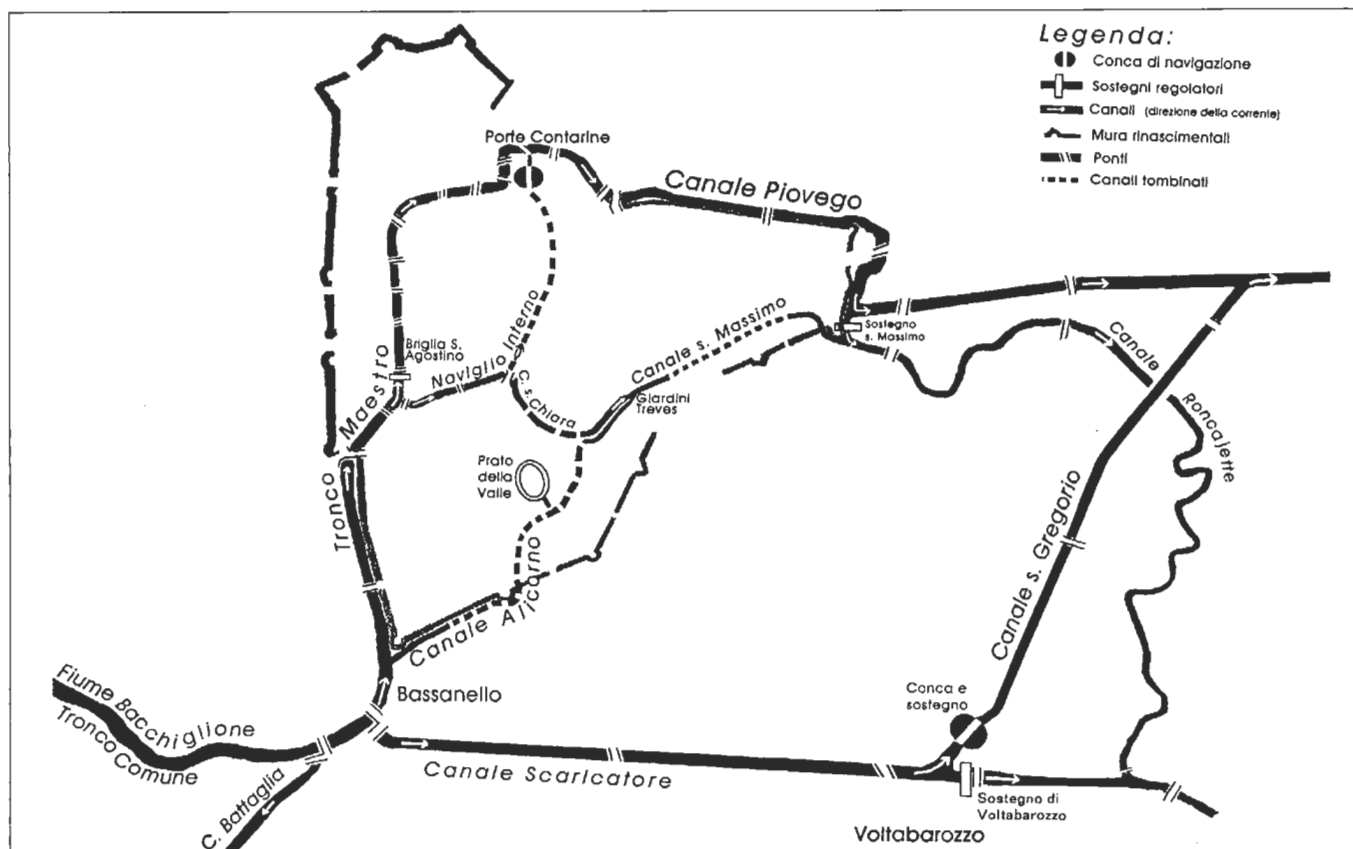 Legenda:
Conca di navigazione
Sostegni regolatori
Canali (direzione della corrente)
Mura rinascimentali
Ponti
Canali tombinati
Porte Contarine
Canale Piovego
Briglia S.
Agostino
Naviglio Interno
Canale s. Massimo
Sostegno
s. Massimo
Canale Roncajette
Tronco Maestro
C. s. Chiara
Giardini
Treves
Prato
della
Valle
Canale Alicorno
Canale s. Gregorio
Fiume Bacchiglione
Tronco Comune
Bassanello
Conca e
sostegno
C. Battaglia
Canale Scaricatore
Sostegno di
Voltabarozzo
Voltabarozzo